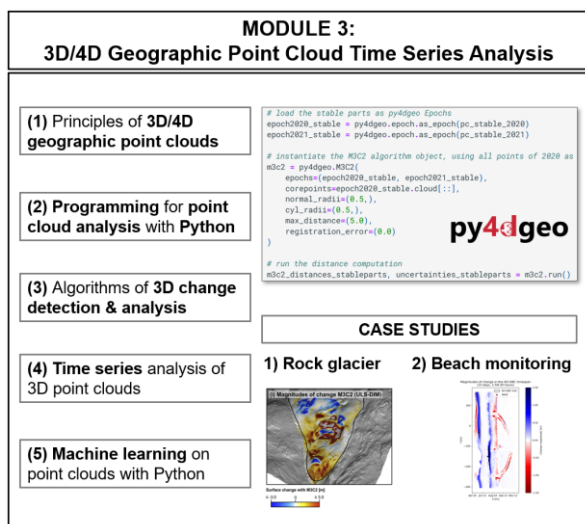 MODULE 3:
3D/4D Geographic Point Cloud Time Series Analysis
(1) Principles of 3D/4D
geographic point clouds
(2) Programming for point
cloud analysis with Python
(3) Algorithms of 3D change
detection & analysis
(4) Time series analysis of
3D point clouds
(5) Machine learning on
point clouds with Python
# load the stable parts as py4dgeo Epochs
epoch2020_stable = py4dgeo.epoch.as_epoch(pc_stable_2020)
epoch2021_stable = py4dgeo.epoch.as_epoch(pc_stable_2021)
# instantiate the M3C2 algorithm object, using all points of 2020 as
m3c2 = py4dgeo.M3C2(
epochs=(epoch2020_stable, epoch2021_stable),
corepoints=epoch2020_stable.cloud[::],
normal_radii=(0.5,),
cyl_radii=(0.5,),
max_distance=(5.0),
registration_error=(0.0)
)
# run the distance computation
m3c2_distances_stableparts, uncertainties_stableparts = m3c2.run()
py4dgeo
CASE STUDIES
1) Rock glacier
2) Beach monitoring
Magnitudes of change M3C2 (ULS-DIM)
Surface change with M3C2 [m]